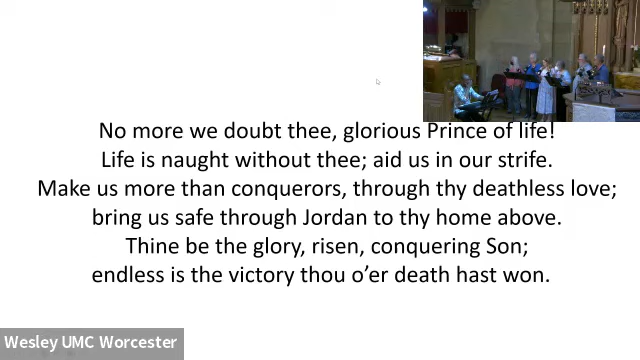 No more we doubt thee, glorious Prince of life!
Life is naught without thee; aid us in our strife.
Make us more than conquerors, through thy deathless love;
bring us safe through Jordan to thy home above.
Thine be the glory, risen, conquering Son;
endless is the victory thou o’er death hast won.
Wesley UMC Worcester